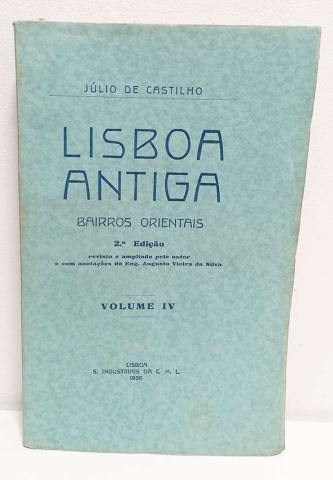 JÚLIO DE CASTILHO
LISBOA
ANTIGA
BAIRROS ORIENTAIS
2.ª Edição
revista e ampliada pelo autor
e com anotações do Eng. Augusto Vieira da Silva
VOLUME IV
LISBOA
S. INDUSTRIAIS DA C. M. L.